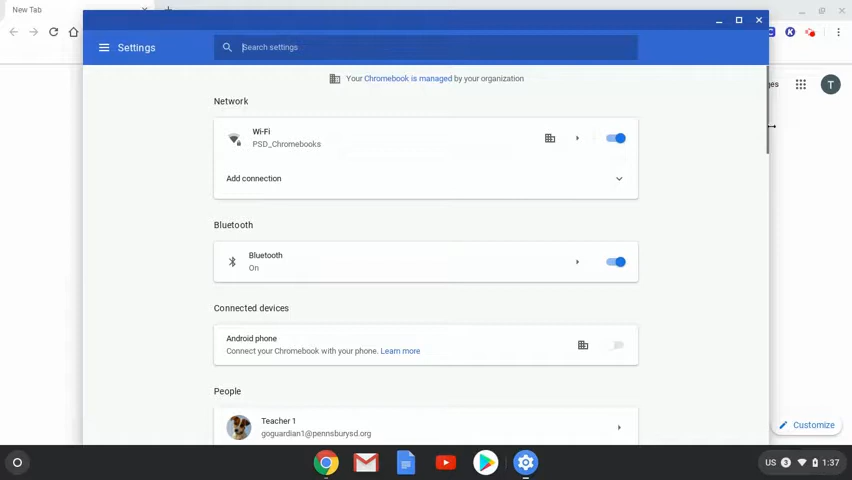 New Tab
Settings
Search settings
Your Chromebook is managed by your organization
Network
Wi-Fi
PSD_Chromebooks
Add connection
Bluetooth
Bluetooth
On
Connected devices
Android phone
Connect your Chromebook with your phone. Learn more
People
Teacher 1
goguardian1@pennsburysd.org
T
Customize
US 3 1:37